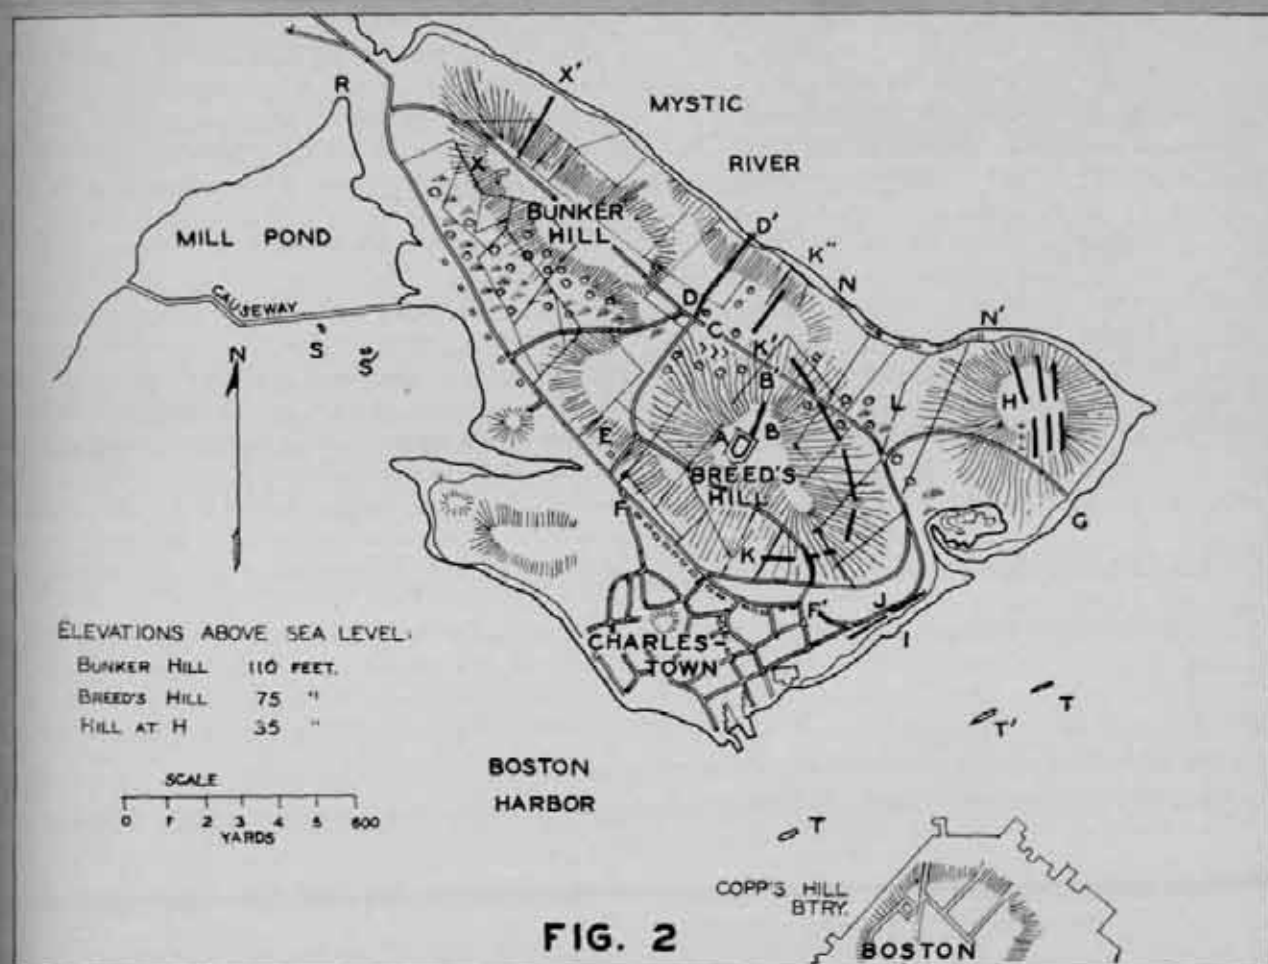 R
X'
MYSTIC
RIVER
X
BUNKER
HILL
MILL POND
D'
K"
N
CAUSEWAY
D
C
N'
N
S
S
K'
B'
H
L
E
A
B
BREED'S
HILL
G
F
K
F'
J
I
CHARLES-
TOWN
ELEVATIONS ABOVE SEA LEVEL:
BUNKER HILL 110 FEET.
BREED'S HILL 75 "
HILL AT H 35 "
T
T'
SCALE
0 1 2 3 4 5 600
YARDS
BOSTON
HARBOR
T
COPP'S HILL
BTRY.
BOSTON
FIG. 2